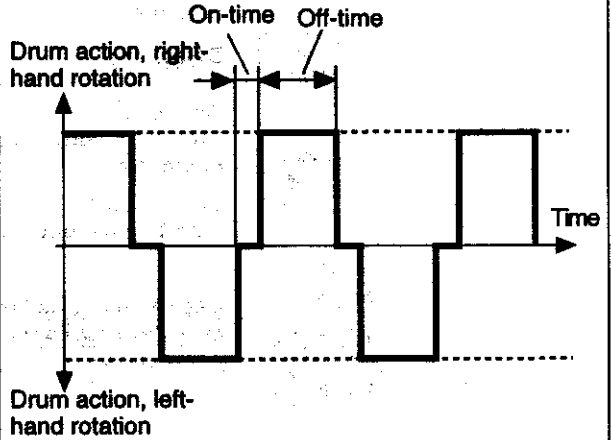 On-time Off-time
Drum action, right-
hand rotation
Time
Drum action, left-
hand rotation